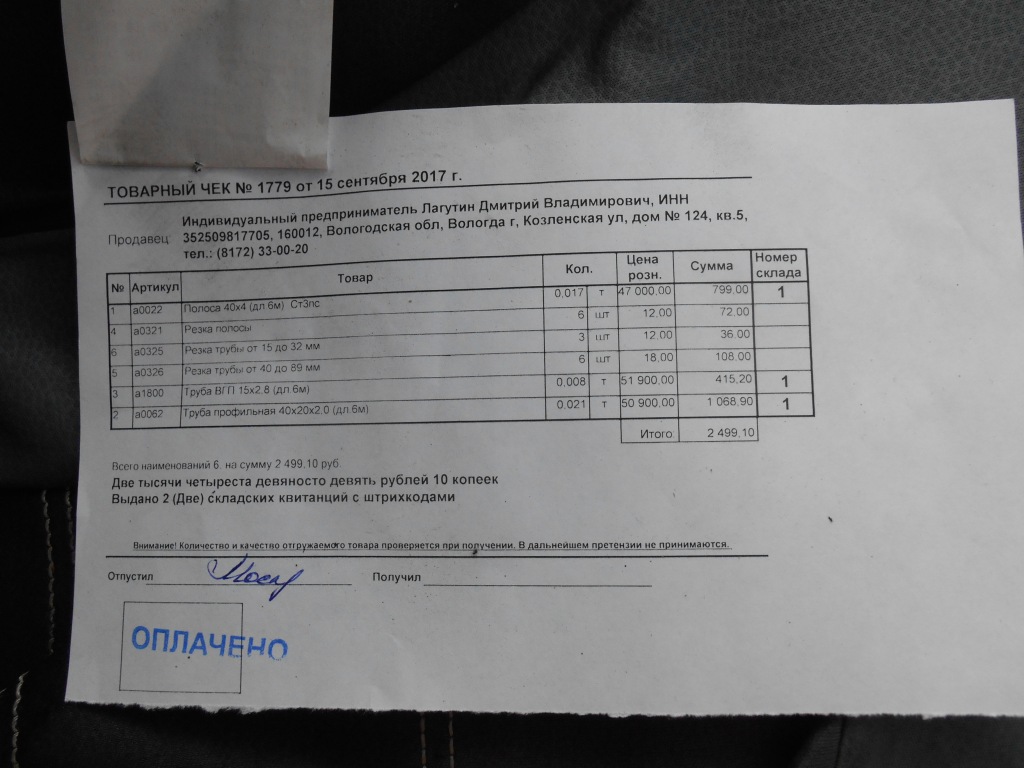 ТОВАРНЫЙ ЧЕК № 1779 от 15 сентября 2017 г.
Продавец: Индивидуальный предприниматель Лагутин Дмитрий Владимирович, ИНН
352509817705, 160012, Вологодская обл, Вологда г, Козленская ул, дом № 124, кв.5,
тел.: (8172) 33-00-20
№ Артикул Товар Кол. Цена розн. Сумма Номер склада
1 а0022 Полоса 40х4 (дл.6м) Ст3пс 0,017 т 47 000,00 799,00 1
4 а0321 Резка полосы 6 шт 12,00 72,00
6 а0325 Резка трубы от 15 до 32 мм 3 шт 12,00 36,00
5 а0326 Резка трубы от 40 до 89 мм 6 шт 18,00 108,00
3 а1800 Труба ВГП 15х2,8 (дл.6м) 0,008 т 51 900,00 415,20 1
2 а0062 Труба профильная 40х20х2,0 (дл.6м) 0,021 т 50 900,00 1 068,90 1
Итого: 2 499,10
Всего наименований 6, на сумму 2 499,10 руб.
Две тысячи четыреста девяносто девять рублей 10 копеек
Выдано 2 (Две) складских квитанций с штрихкодами
Внимание! Количество и качество отгружаемого товара проверяется при получении. В дальнейшем претензии не принимаются.
Отпустил Получил
ОПЛАЧЕНО